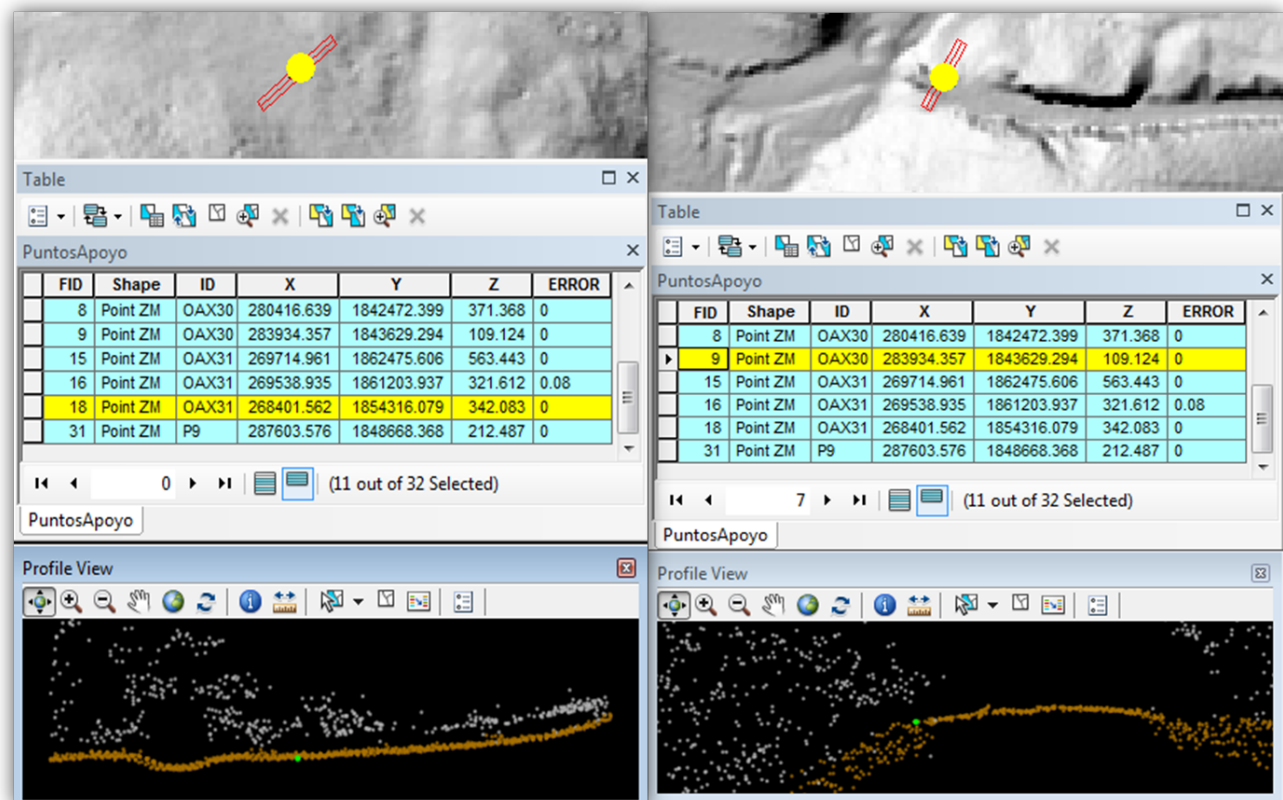 Table
PuntosApoyo
FID Shape ID X Y Z ERROR
8 Point ZM OAX30 280416.639 1842472.399 371.368 0
9 Point ZM OAX30 283934.357 1843629.294 109.124 0
15 Point ZM OAX31 269714.961 1862475.606 563.443 0
16 Point ZM OAX31 269538.935 1861203.937 321.612 0.08
18 Point ZM OAX31 268401.562 1854316.079 342.083 0
31 Point ZM P9 287603.576 1848668.368 212.487 0
0 (11 out of 32 Selected)
PuntosApoyo
Profile View
Table
PuntosApoyo
FID Shape ID X Y Z ERROR
8 Point ZM OAX30 280416.639 1842472.399 371.368 0
9 Point ZM OAX30 283934.357 1843629.294 109.124 0
15 Point ZM OAX31 269714.961 1862475.606 563.443 0
16 Point ZM OAX31 269538.935 1861203.937 321.612 0.08
18 Point ZM OAX31 268401.562 1854316.079 342.083 0
31 Point ZM P9 287603.576 1848668.368 212.487 0
7 (11 out of 32 Selected)
PuntosApoyo
Profile View